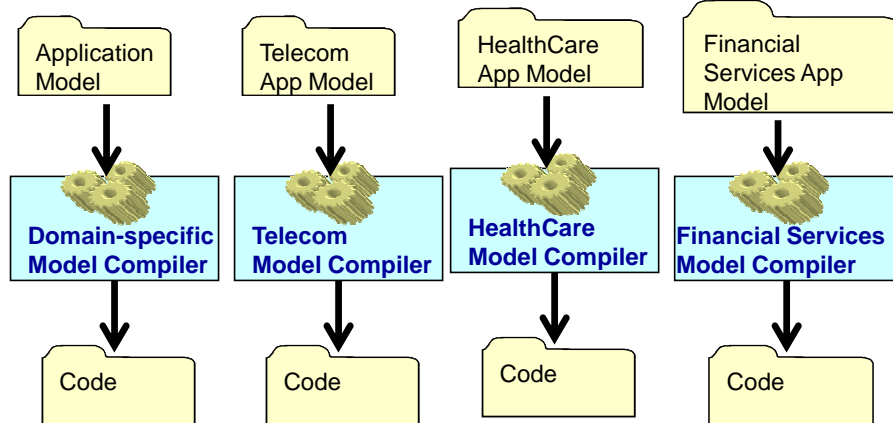 Application
Model
Telecom
App Model
HealthCare
App Model
Financial
Services App
Model
Domain-specific
Model Compiler
Telecom
Model Compiler
HealthCare
Model Compiler
Financial Services
Model Compiler
Code
Code
Code
Code